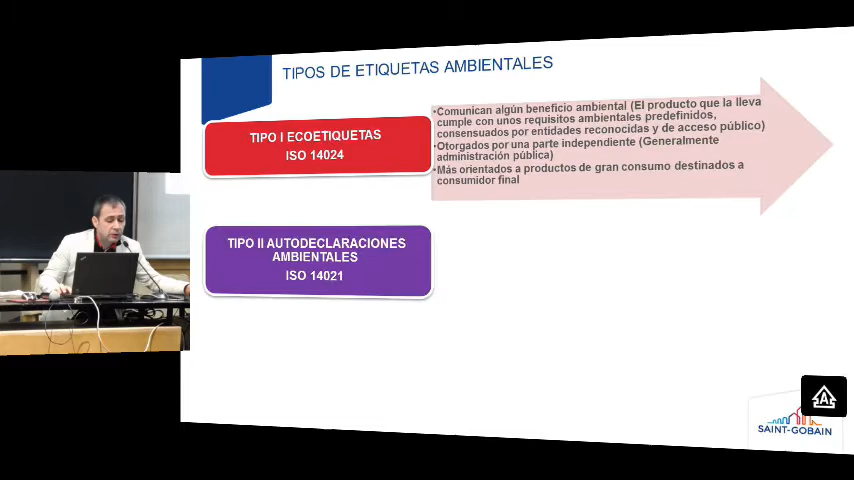 TIPOS DE ETIQUETAS AMBIENTALES
TIPO I ECOETIQUETAS
ISO 14024
•Comunican algún beneficio ambiental (El producto que la lleva
cumple con unos requisitos ambientales predefinidos,
consensuados por entidades reconocidas y de acceso público)
•Otorgados por una parte independiente (Generalmente
administración pública)
•Más orientados a productos de gran consumo destinados a
consumidor final
TIPO II AUTODECLARACIONES
AMBIENTALES
ISO 14021
SAINT-GOBAIN